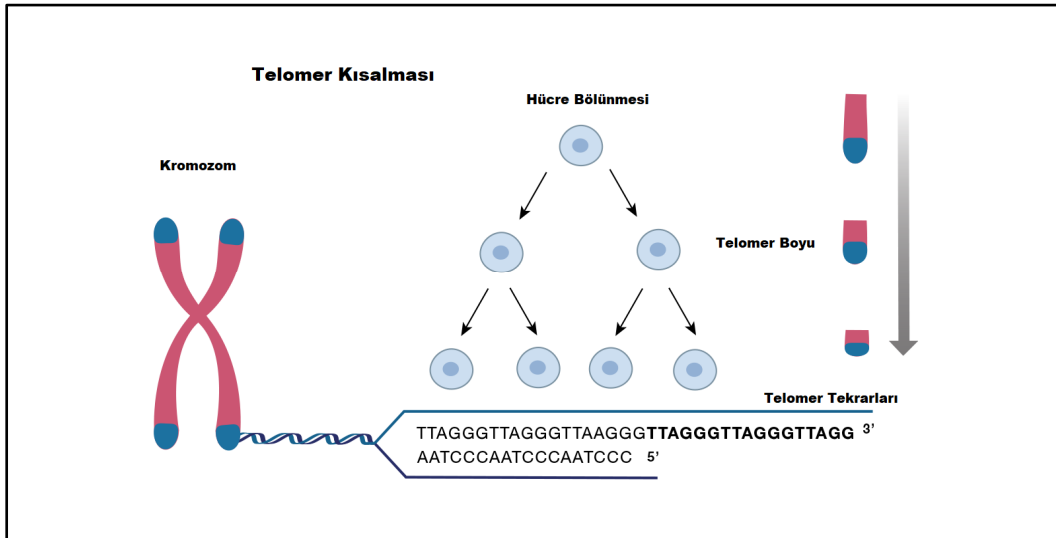 Telomer Kısalması
Hücre Bölünmesi
Kromozom
Telomer Boyu
Telomer Tekrarları
TTAGGGTTAGGGTTAAGGGTTAGGGTTAGGGTTAGG 3’
AATCCCAATCCCAATCCC 5’